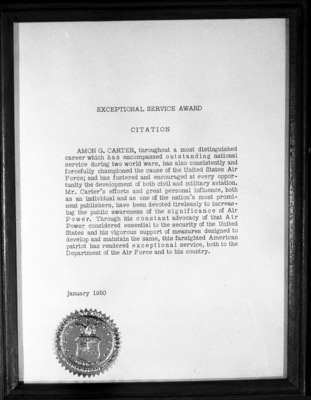 EXCEPTIONAL SERVICE AWARD
CITATION
AMON G. CARTER, throughout a most distinguished
career which has encompassed outstanding national
service during two world wars, has also consistently and
forcefully championed the cause of the United States Air
Force; and has fostered and encouraged at every oppor-
tunity the development of both civil and military aviation.
Mr. Carter's efforts and great personal influence, both
as an individual and as one of the nation's most promi-
nent publishers, have been devoted tirelessly to increas-
ing the public awareness of the significance of Air
Power. Through his constant advocacy of that Air
Power considered essential to the security of the United
States and his vigorous support of measures designed to
develop and maintain the same, this farsighted American
patriot has rendered exceptional service, both to the
Department of the Air Force and to his country.
January 1950